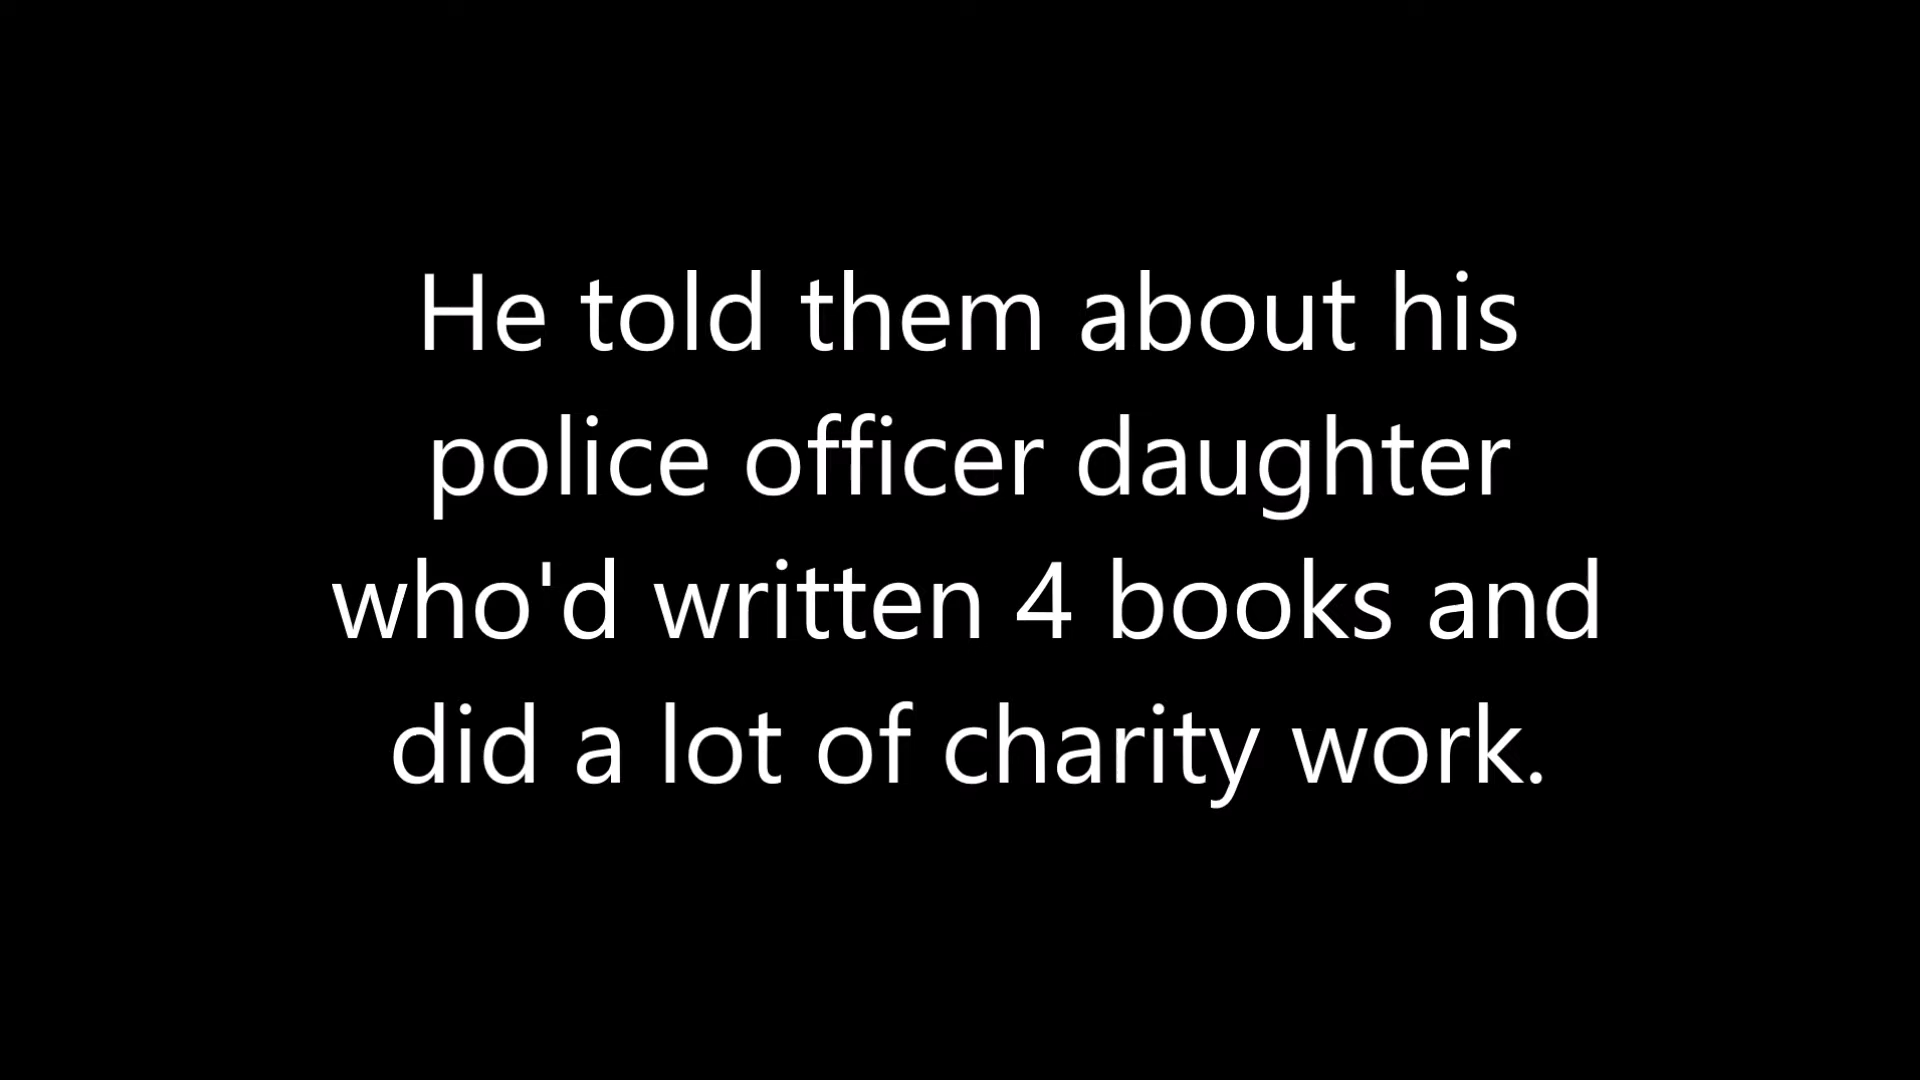 He told them about his
police officer daughter
who'd written 4 books and
did a lot of charity work.